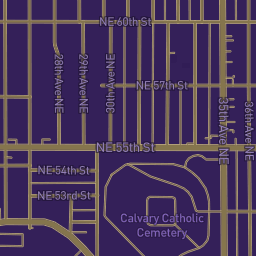 NE 60th St
28th Ave NE
29th Ave NE
30th Ave NE
NE 57th St
35th Ave NE
36th Ave NE
NE 55th St
NE 54th St
NE 53rd St
Calvary Catholic
Cemetery